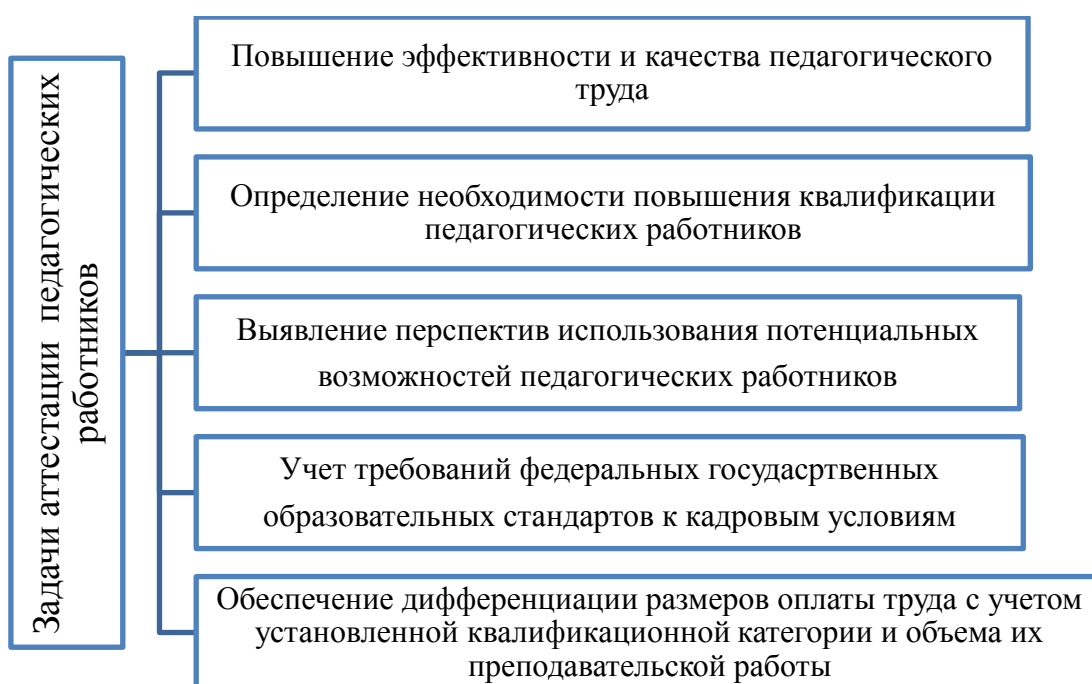 Задачи аттестации педагогических
работников
Повышение эффективности и качества педагогического
труда
Определение необходимости повышения квалификации
педагогических работников
Выявление перспектив использования потенциальных
возможностей педагогических работников
Учет требований федеральных государственных
образовательных стандартов к кадровым условиям
Обеспечение дифференциации размеров оплаты труда с учетом
установленной квалификационной категории и объема их
преподавательской работы